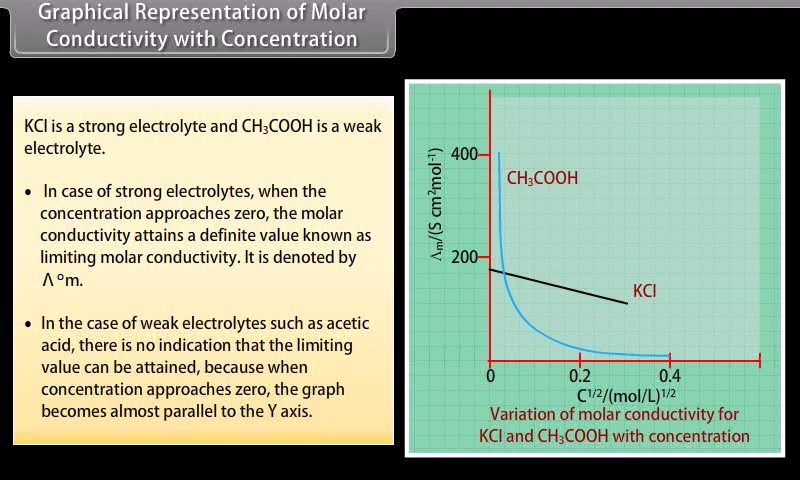 Graphical Representation of Molar
Conductivity with Concentration
KCl is a strong electrolyte and CH₃COOH is a weak
electrolyte.
• In case of strong electrolytes, when the
concentration approaches zero, the molar
conductivity attains a definite value known as
limiting molar conductivity. It is denoted by
Λ°m.
• In the case of weak electrolytes such as acetic
acid, there is no indication that the limiting
value can be attained, because when
concentration approaches zero, the graph
becomes almost parallel to the Y axis.
Λm/(S cm²mol⁻¹)
400
CH₃COOH
200
KCl
0 0.2 0.4
C¹/²/(mol/L)¹/²
Variation of molar conductivity for
KCl and CH₃COOH with concentration